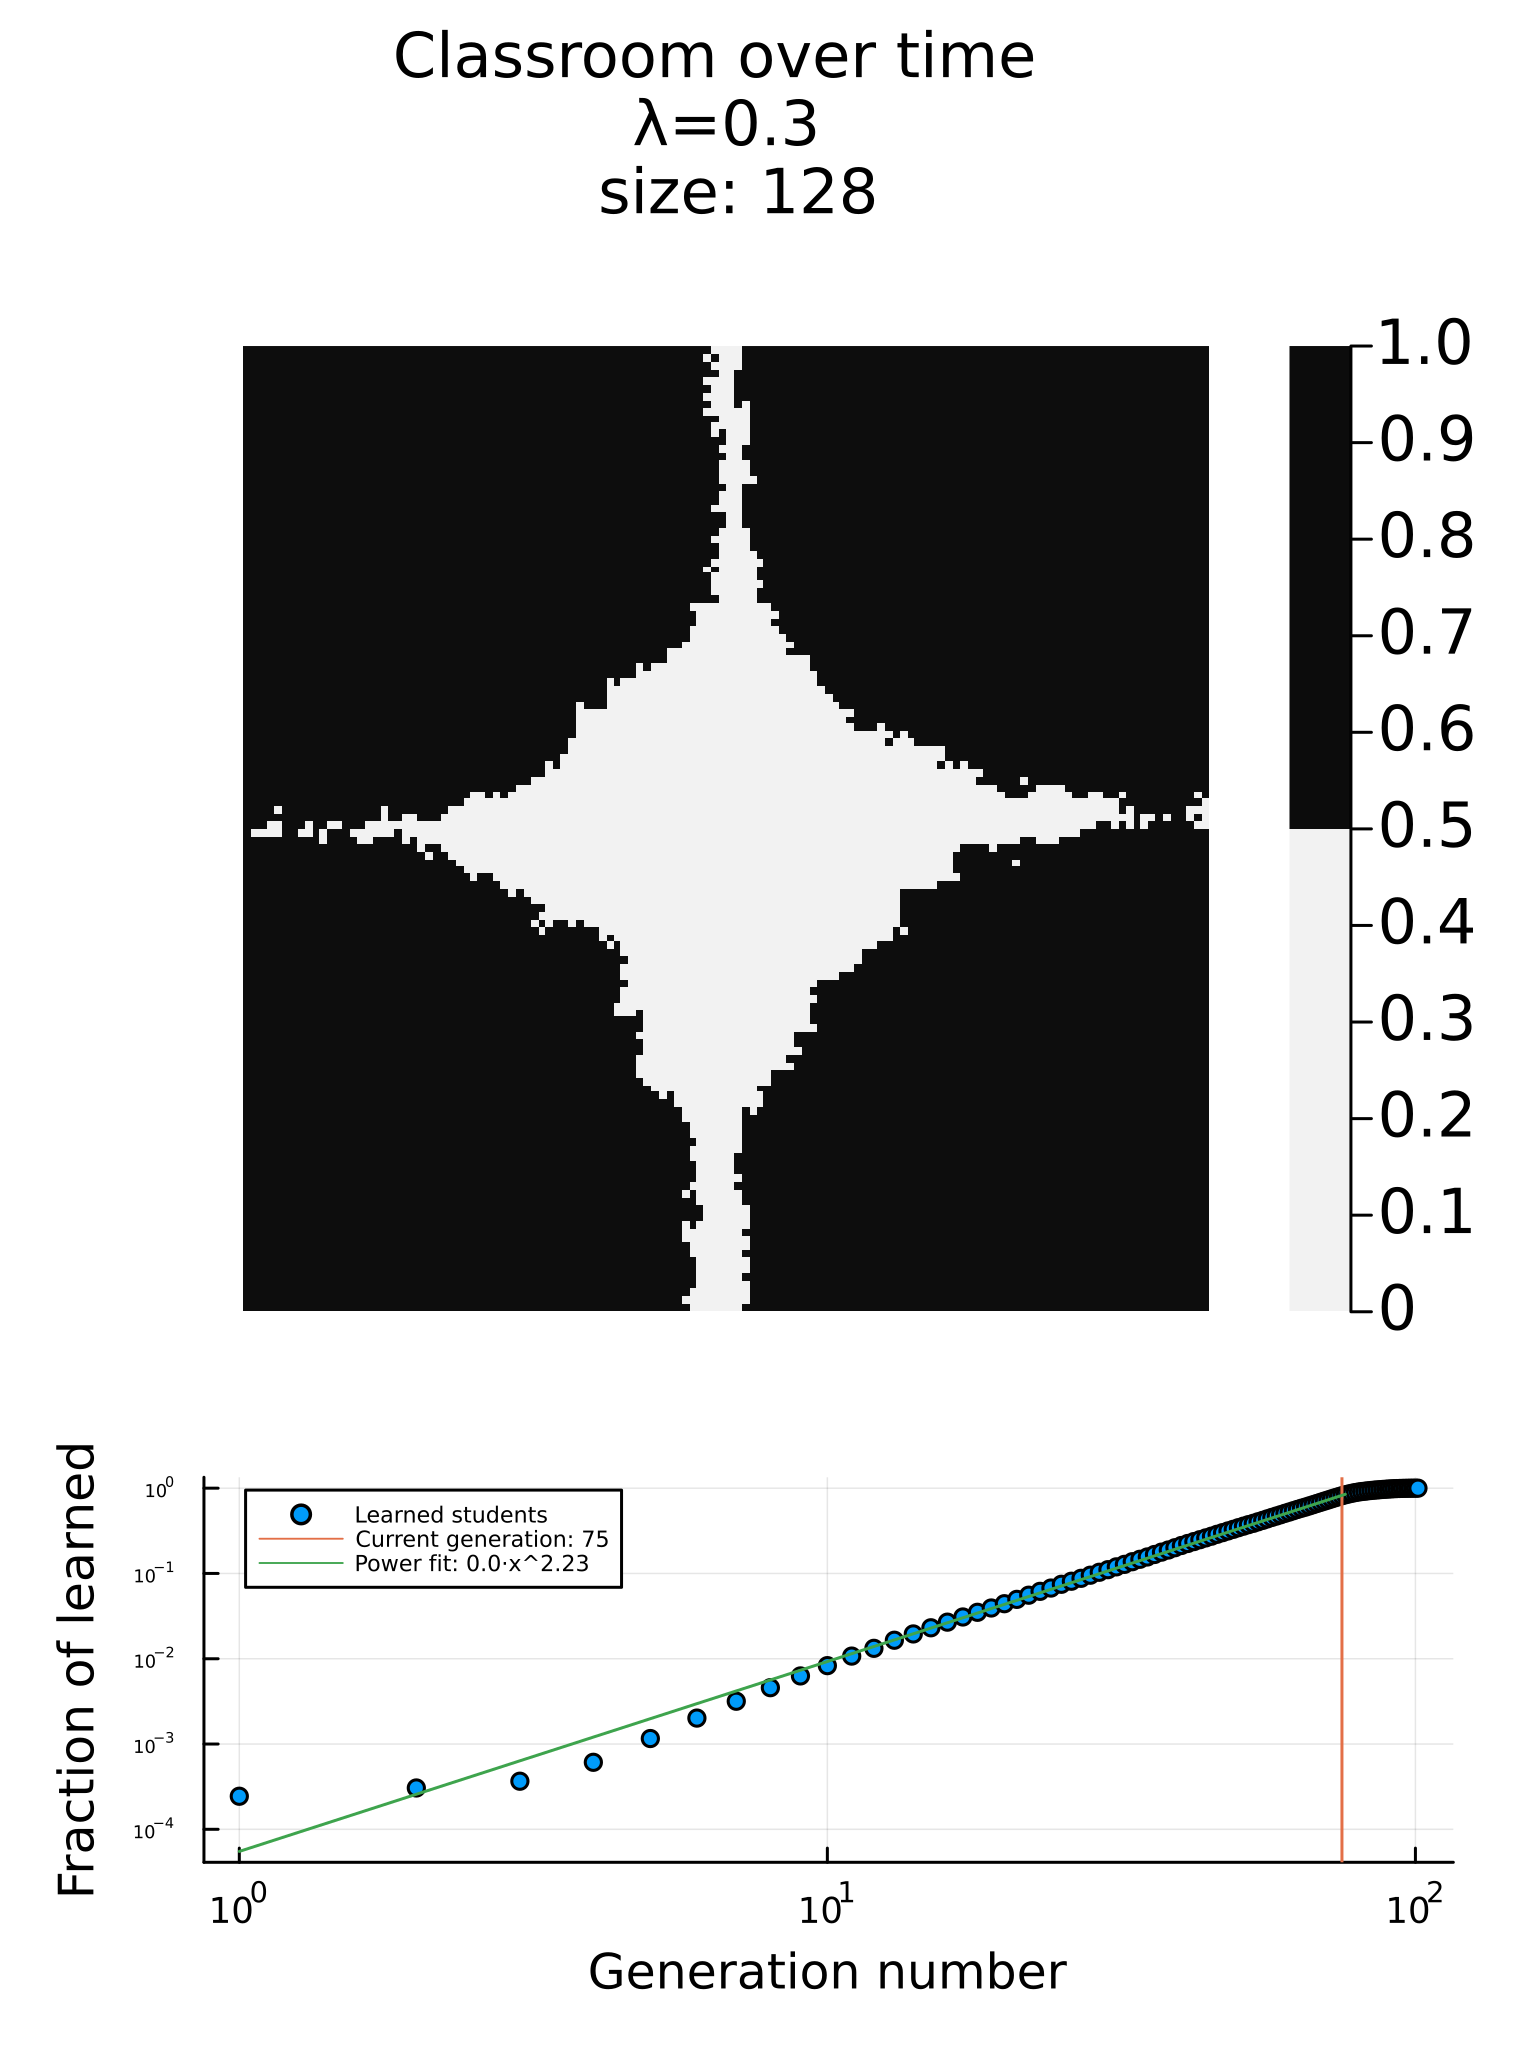 Classroom over time
λ=0.3
size: 128
1.0
0.9
0.8
0.7
0.6
0.5
0.4
0.3
0.2
0.1
0
Fraction of learned
10^0
10^-1
10^-2
10^-3
10^-4
Learned students
Current generation: 75
Power fit: 0.0·x^2.23
10^0 10^1 10^2
Generation number